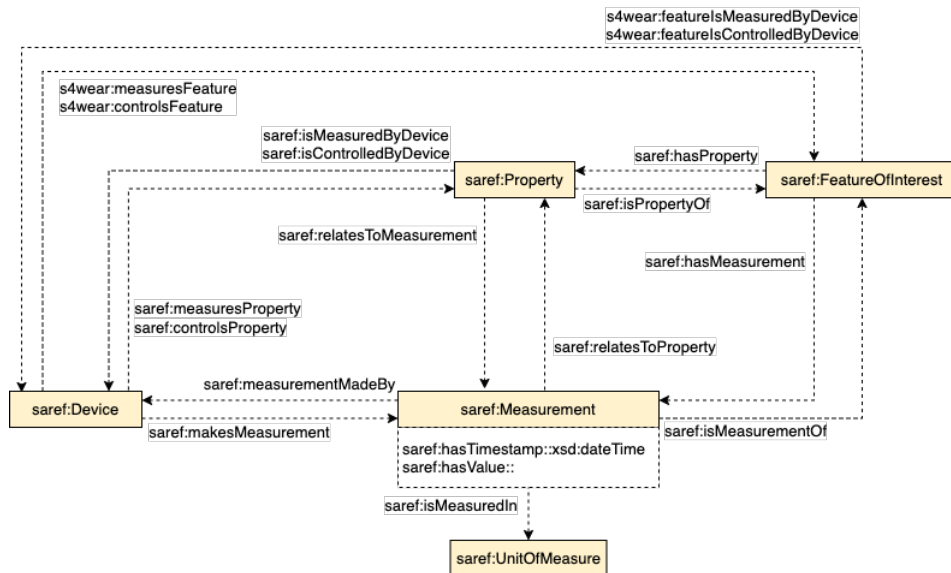 s4wear:featureIsMeasuredByDevice
s4wear:featureIsControlledByDevice
s4wear:measuresFeature
s4wear:controlsFeature
saref:isMeasuredByDevice
saref:isControlledByDevice
saref:hasProperty
saref:Property
saref:FeatureOfInterest
saref:isPropertyOf
saref:relatesToMeasurement
saref:hasMeasurement
saref:measuresProperty
saref:controlsProperty
saref:relatesToProperty
saref:measurementMadeBy
saref:Device
saref:Measurement
saref:makesMeasurement
saref:isMeasurementOf
saref:hasTimestamp::xsd:dateTime
saref:hasValue::
saref:isMeasuredIn
saref:UnitOfMeasure